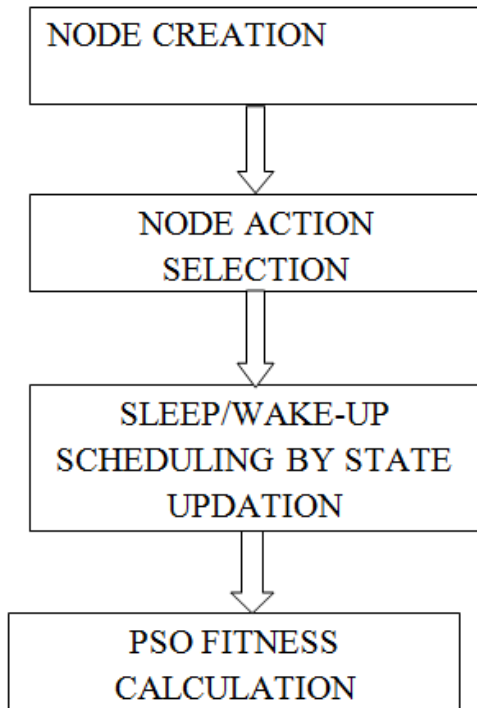 NODE CREATION
NODE ACTION
SELECTION
SLEEP/WAKE-UP
SCHEDULING BY STATE
UPDATION
PSO FITNESS
CALCULATION